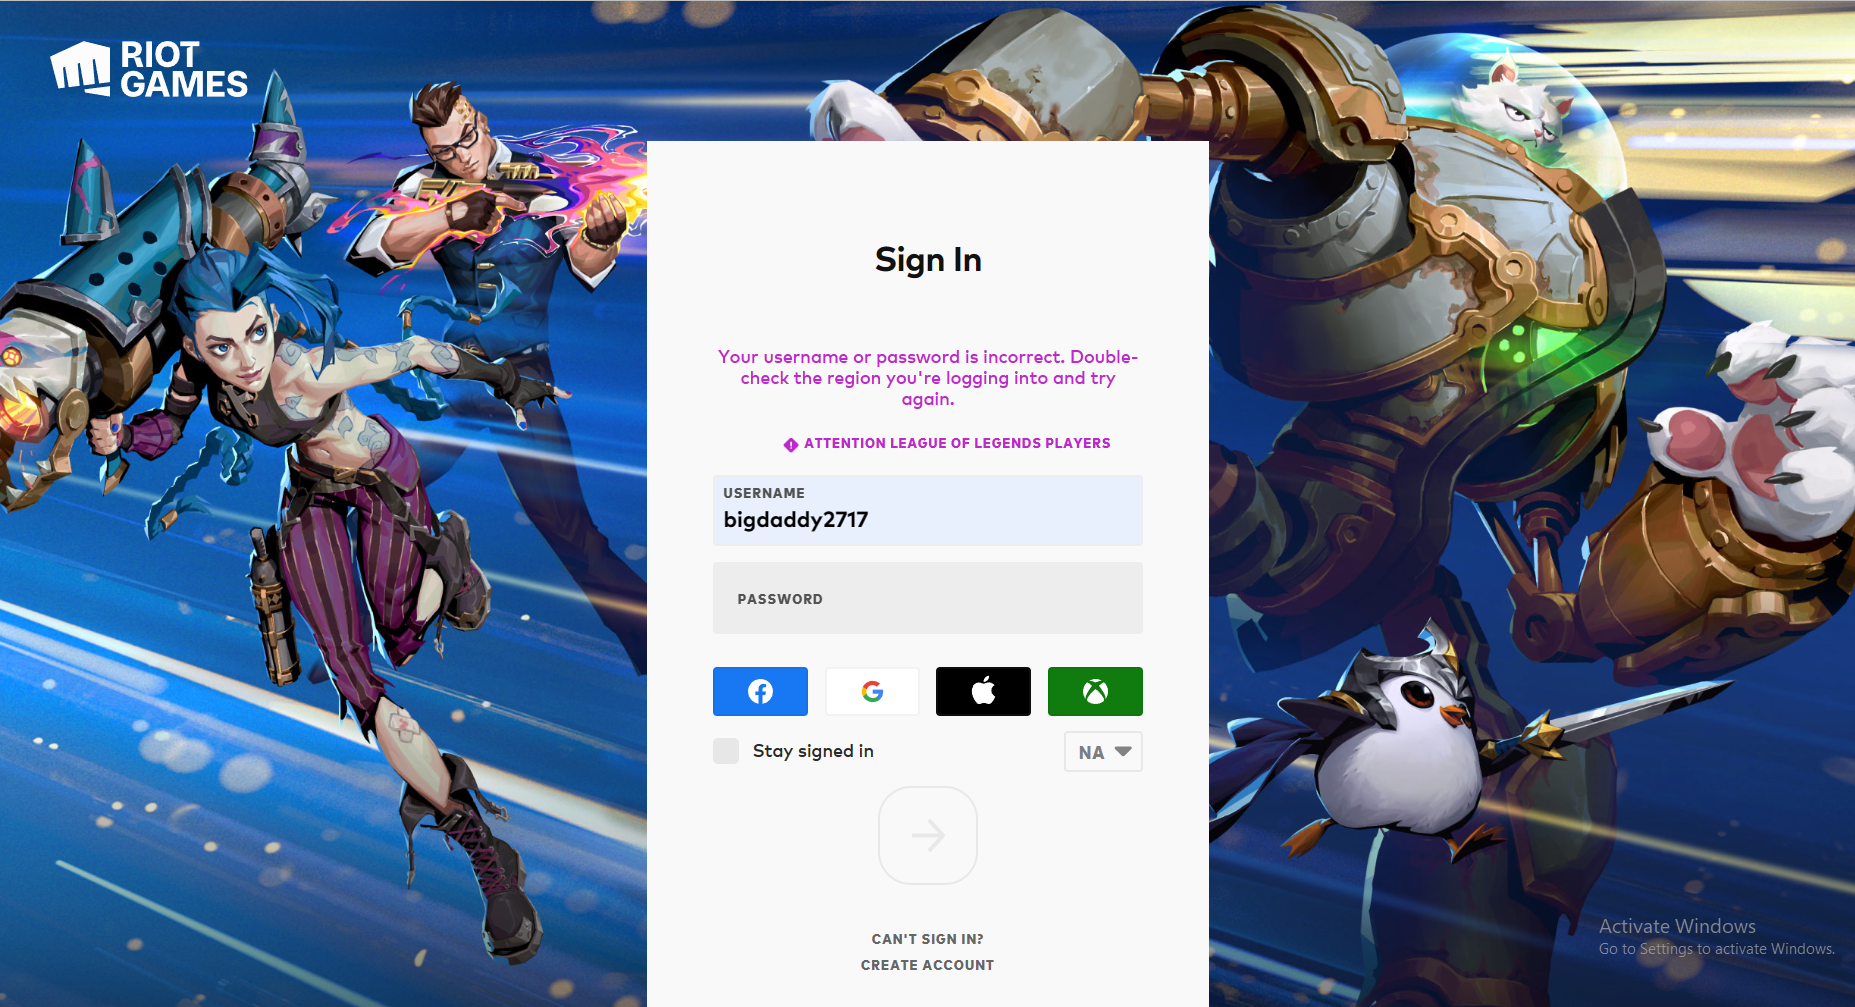 RIOT
GAMES
Sign In
Your username or password is incorrect. Double-
check the region you're logging into and try
again.
ATTENTION LEAGUE OF LEGENDS PLAYERS
USERNAME
bigdaddy2717
PASSWORD
Stay signed in
NA
CAN'T SIGN IN?
CREATE ACCOUNT
Activate Windows
Go to Settings to activate Windows.